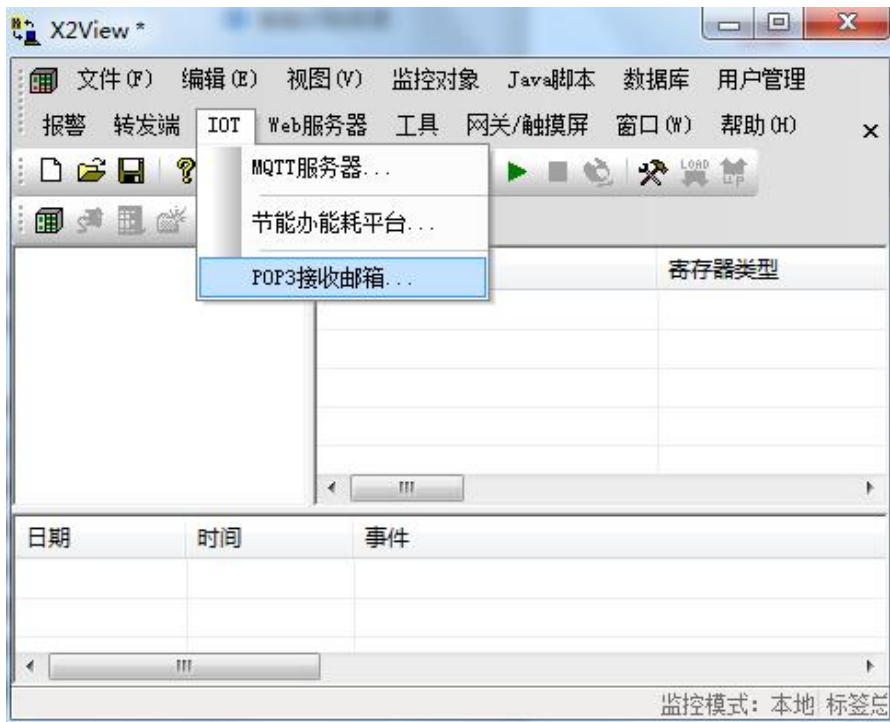 X2View *
文件(F) 编辑(E) 视图(V) 监控对象 Java脚本 数据库 用户管理
报警 转发端 IOT Web服务器 工具 网关/触摸屏 窗口(W) 帮助(H)
MQTT服务器...
LOAD
UP
节能办能耗平台...
POP3接收邮箱...
寄存器类型
日期 时间 事件
监控模式: 本地 标签总